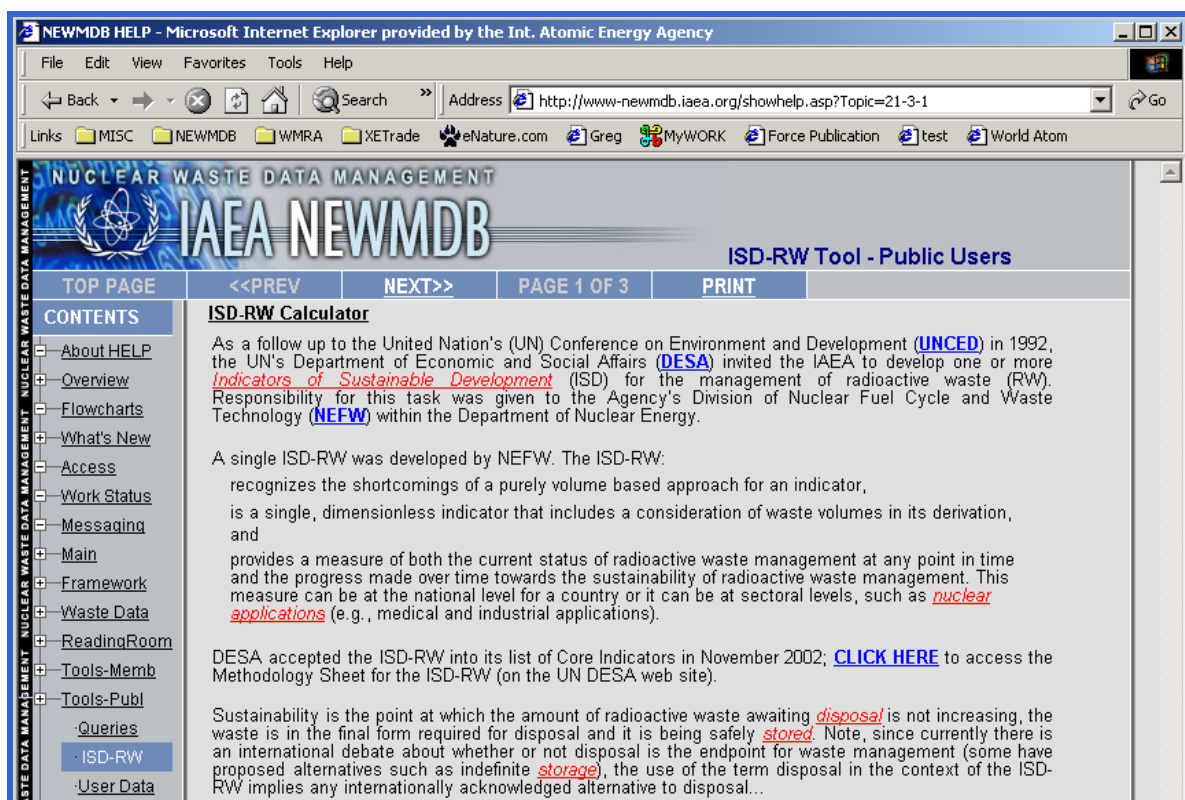 NEWMDB HELP - Microsoft Internet Explorer provided by the Int. Atomic Energy Agency
File Edit View Favorites Tools Help
Back Search » Address http://www-newmdb.iaea.org/showhelp.asp?Topic=21-3-1 Go
Links MISC NEWMDB WMRA XETrade eNature.com Greg MyWORK Force Publication test World Atom
NUCLEAR WASTE DATA MANAGEMENT
IAEA NEWMDB
ISD-RW Tool - Public Users
TOP PAGE <<PREV NEXT>> PAGE 1 OF 3 PRINT
NUCLEAR WASTE DATA MANAGEMENT NUCLEAR WASTE DATA MANAGEMENT
CONTENTS
About HELP
Overview
Flowcharts
What's New
Access
Work Status
Messaging
Main
Framework
Waste Data
ReadingRoom
Tools-Memb
Tools-Publ
·Queries
·ISD-RW
·User Data
ISD-RW Calculator
As a follow up to the United Nation's (UN) Conference on Environment and Development (UNCED) in 1992,
the UN's Department of Economic and Social Affairs (DESA) invited the IAEA to develop one or more
Indicators of Sustainable Development (ISD) for the management of radioactive waste (RW).
Responsibility for this task was given to the Agency's Division of Nuclear Fuel Cycle and Waste
Technology (NEFW) within the Department of Nuclear Energy.
A single ISD-RW was developed by NEFW. The ISD-RW:
recognizes the shortcomings of a purely volume based approach for an indicator,
is a single, dimensionless indicator that includes a consideration of waste volumes in its derivation,
and
provides a measure of both the current status of radioactive waste management at any point in time
and the progress made over time towards the sustainability of radioactive waste management. This
measure can be at the national level for a country or it can be at sectoral levels, such as nuclear
applications (e.g., medical and industrial applications).
DESA accepted the ISD-RW into its list of Core Indicators in November 2002; CLICK HERE to access the
Methodology Sheet for the ISD-RW (on the UN DESA web site).
Sustainability is the point at which the amount of radioactive waste awaiting disposal is not increasing, the
waste is in the final form required for disposal and it is being safely stored. Note, since currently there is
an international debate about whether or not disposal is the endpoint for waste management (some have
proposed alternatives such as indefinite storage), the use of the term disposal in the context of the ISD-
RW implies any internationally acknowledged alternative to disposal...